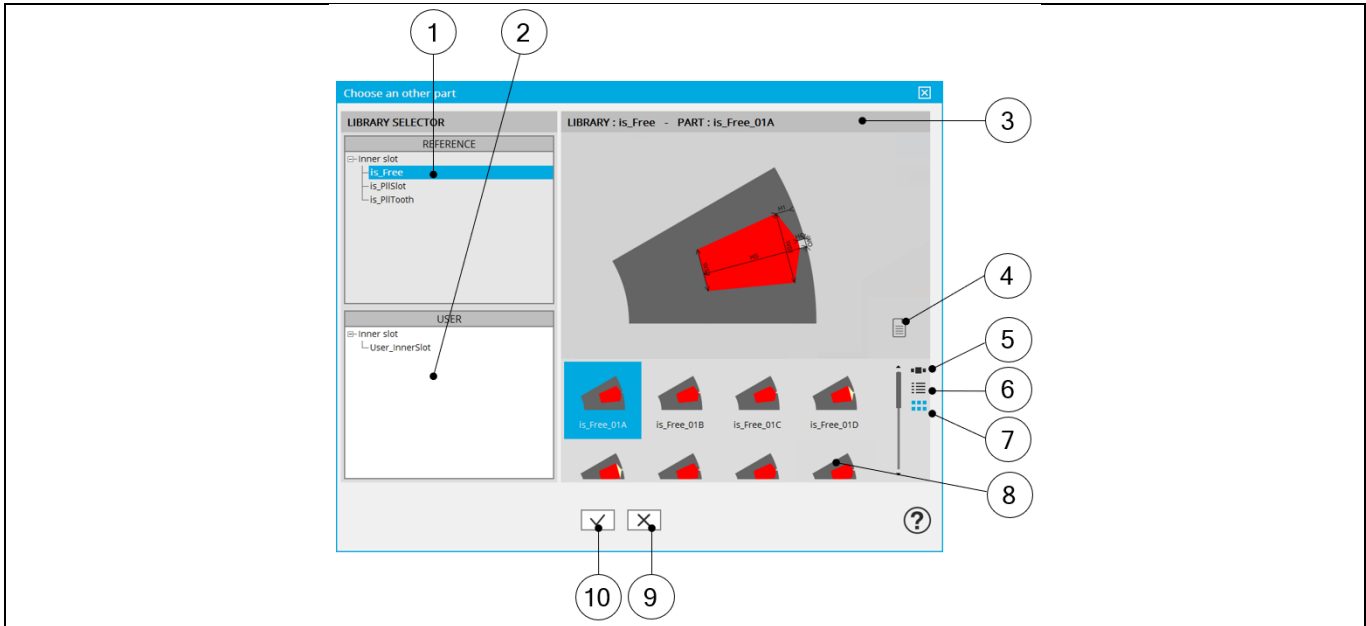 1
2
Choose an other part
LIBRARY SELECTOR
LIBRARY : is_Free - PART : is_Free_01A
3
REFERENCE
Inner slot
is_Free
is_PllSlot
is_PllTooth
H1
4
USER
Inner slot
User_InnerSlot
5
6
7
is_Free_01A
is_Free_01B
is_Free_01C
is_Free_01D
8
?
10
9